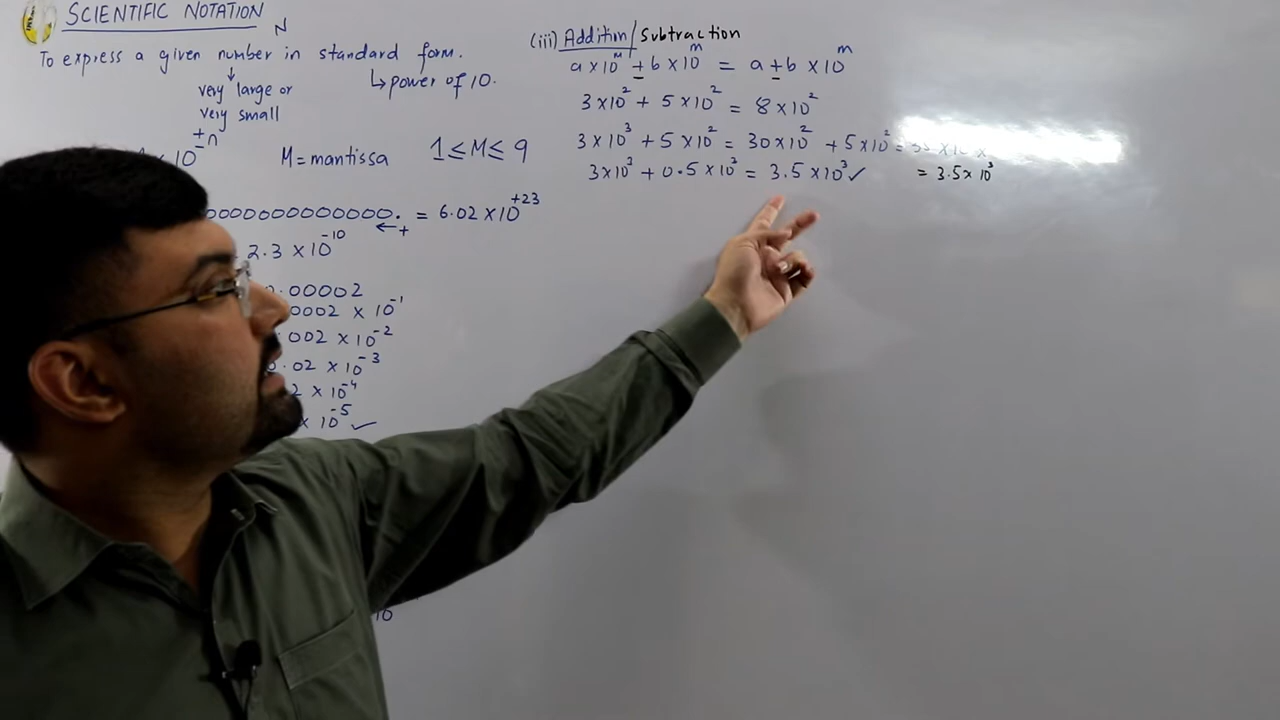 SCIENTIFIC NOTATION
N
To express a given number in standard form.
very large or
very small
↳ power of 10.
10^±n
M = mantissa
1 ≤ M ≤ 9
0000000000000. = 6.02 × 10^+23
← +
2.3 × 10^-10
.00002
0002 × 10^-1
.002 × 10^-2
.02 × 10^-3
2 × 10^-4
× 10^-5 ✓
10
(iii) Addition/Subtraction
a × 10^m + b × 10^m = a + b × 10^m
3 × 10^2 + 5 × 10^2 = 8 × 10^2
3 × 10^3 + 5 × 10^2 = 30 × 10^2 + 5 × 10^2 =
3 × 10^3 + 0.5 × 10^3 = 3.5 × 10^3 ✓
= 3.5 × 10^3